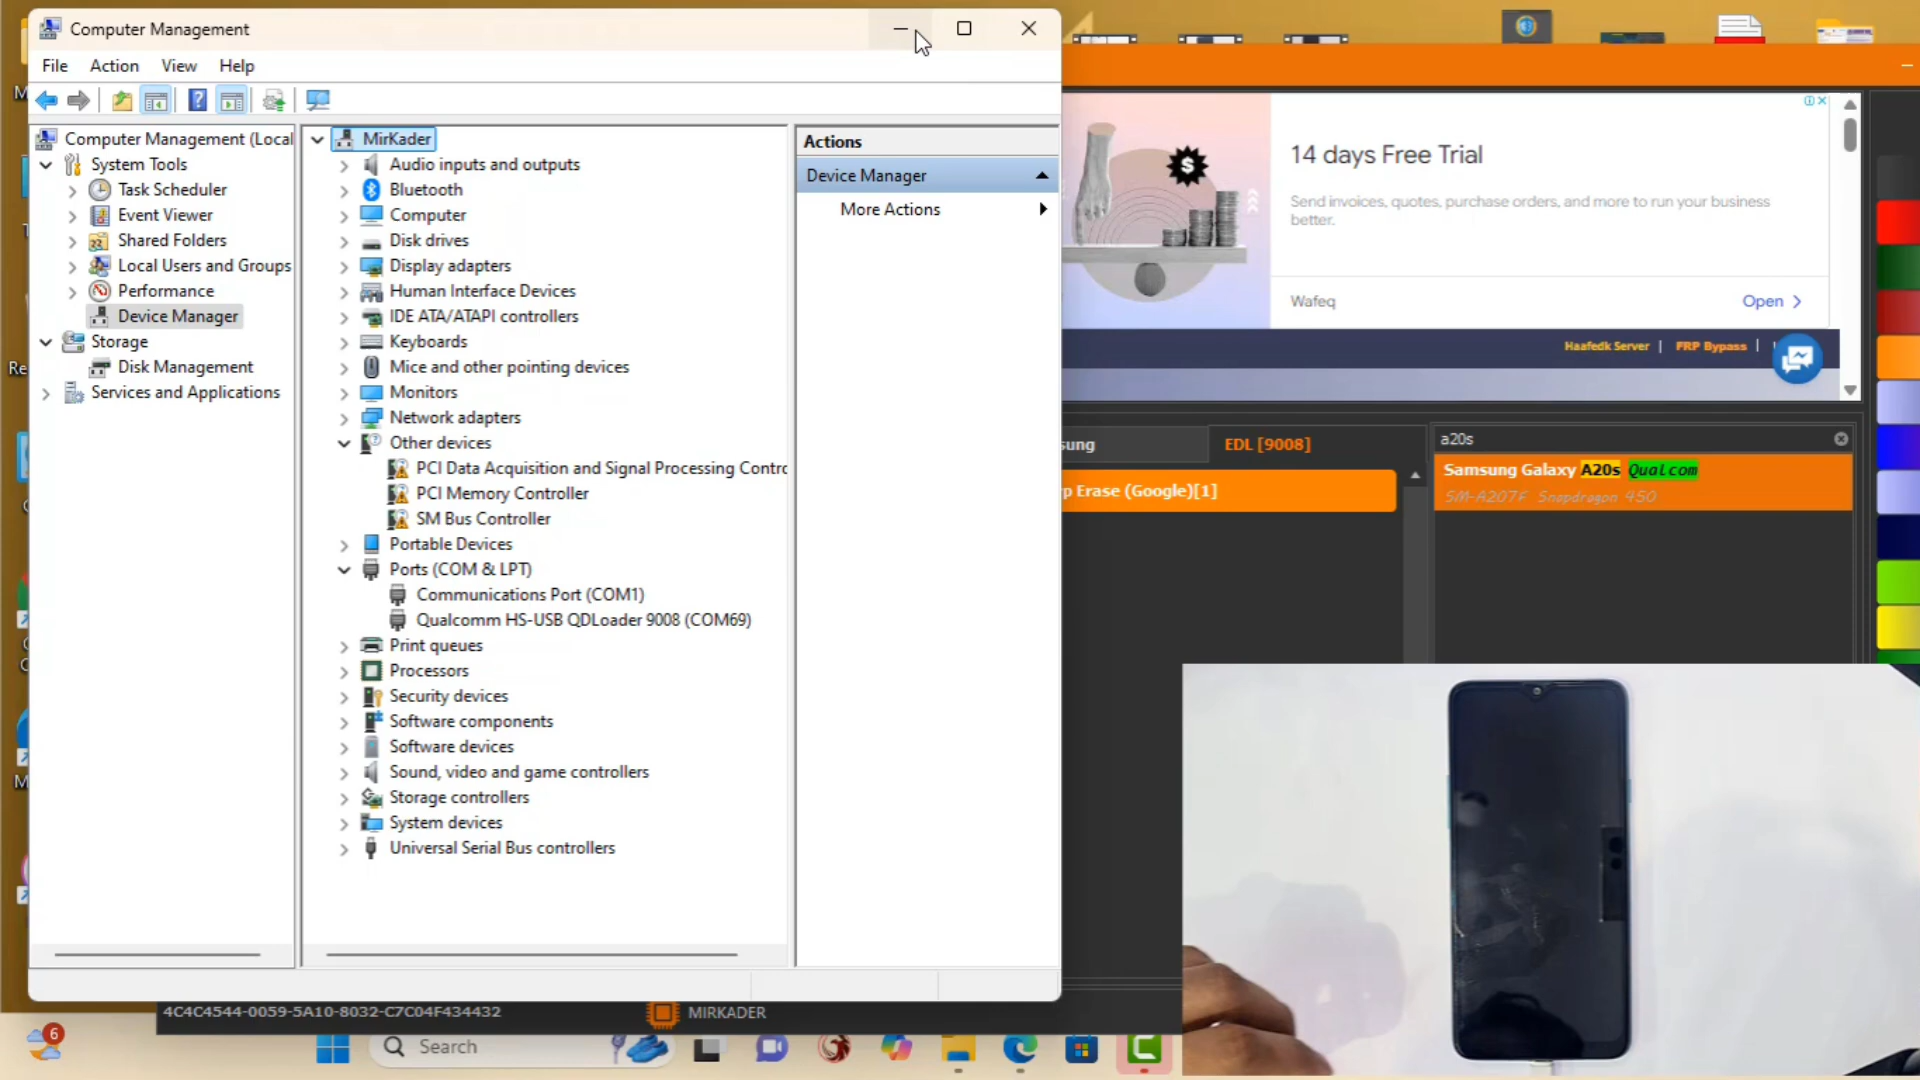 Computer Management
File Action View Help
Computer Management (Local
System Tools
Task Scheduler
Event Viewer
Shared Folders
Local Users and Groups
Performance
Device Manager
Storage
Disk Management
Services and Applications
MirKader
Audio inputs and outputs
Bluetooth
Computer
Disk drives
Display adapters
Human Interface Devices
IDE ATA/ATAPI controllers
Keyboards
Mice and other pointing devices
Monitors
Network adapters
Other devices
PCI Data Acquisition and Signal Processing Contro
PCI Memory Controller
SM Bus Controller
Portable Devices
Ports (COM & LPT)
Communications Port (COM1)
Qualcomm HS-USB QDLoader 9008 (COM69)
Print queues
Processors
Security devices
Software components
Software devices
Sound, video and game controllers
Storage controllers
System devices
Universal Serial Bus controllers
Actions
Device Manager
More Actions
14 days Free Trial
Send invoices, quotes, purchase orders, and more to run your business
better.
Wafeq
Open
Haafedk Server | FRP Bypass |
sung
EDL [9008]
a20s
p Erase (Google)[1]
Samsung Galaxy A20s Qualcom
SM-A207F Snapdragon 450
4C4C4544-0059-5A10-8032-C7C04F434432
MIRKADER
6
Search